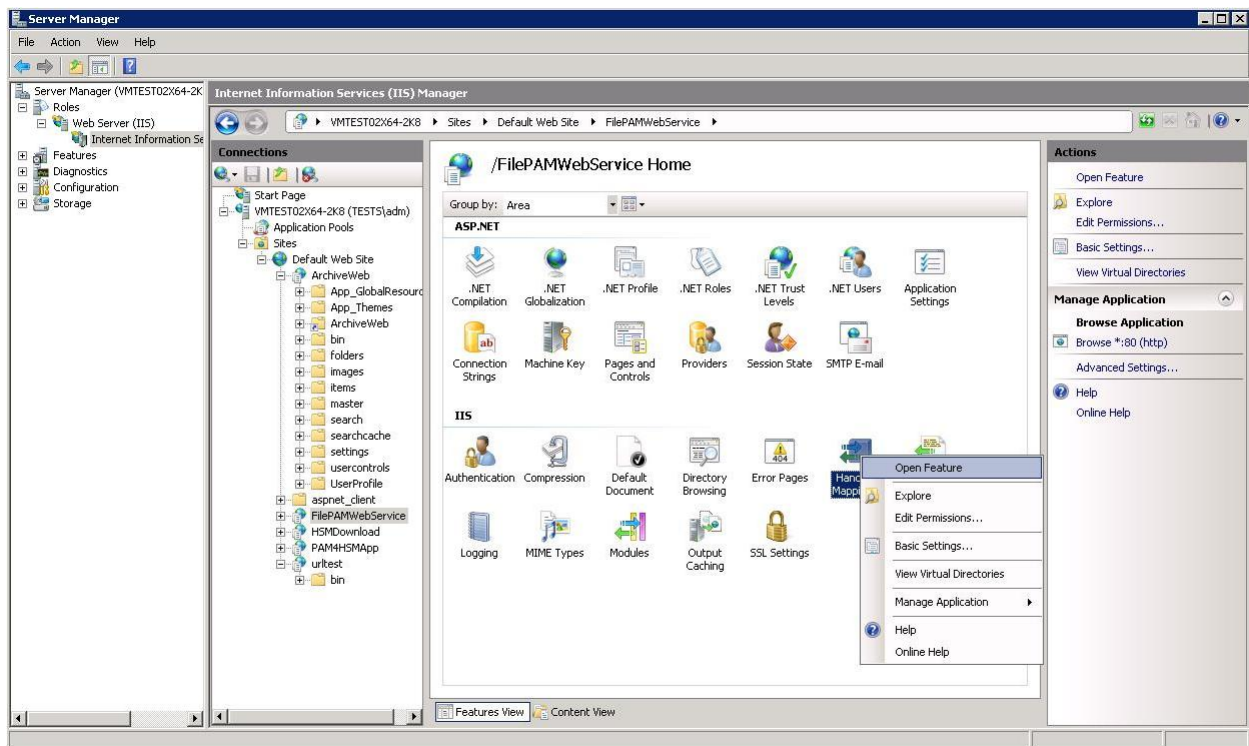 Server Manager
File Action View Help
Server Manager (VMTEST02X64-2K
Roles
Web Server (IIS)
Internet Information Se
Features
Diagnostics
Configuration
Storage
Internet Information Services (IIS) Manager
VMTEST02X64-2K8 Sites Default Web Site FilePAMWebService
Connections
Start Page
VMTEST02X64-2K8 (TESTS\adm)
Application Pools
Sites
Default Web Site
ArchiveWeb
App_GlobalResourc
App_Themes
ArchiveWeb
bin
folders
images
items
master
search
searchcache
settings
usercontrols
UserProfile
aspnet_client
FilePAMWebService
HSMDownload
PAM4HSMApp
urltest
bin
/FilePAMWebService Home
Group by: Area
ASP.NET
.NET Compilation
.NET Globalization
.NET Profile
.NET Roles
.NET Trust Levels
.NET Users
Application Settings
Connection Strings
Machine Key
Pages and Controls
Providers
Session State
SMTP E-mail
IIS
Authentication
Compression
Default Document
Directory Browsing
Error Pages
404
Hand
Mappi
Logging
MIME Types
Modules
Output Caching
SSL Settings
Open Feature
Explore
Edit Permissions...
Basic Settings...
View Virtual Directories
Manage Application
Help
Online Help
Features View Content View
Actions
Open Feature
Explore
Edit Permissions...
Basic Settings...
View Virtual Directories
Manage Application
Browse Application
Browse *:80 (http)
Advanced Settings...
Help
Online Help